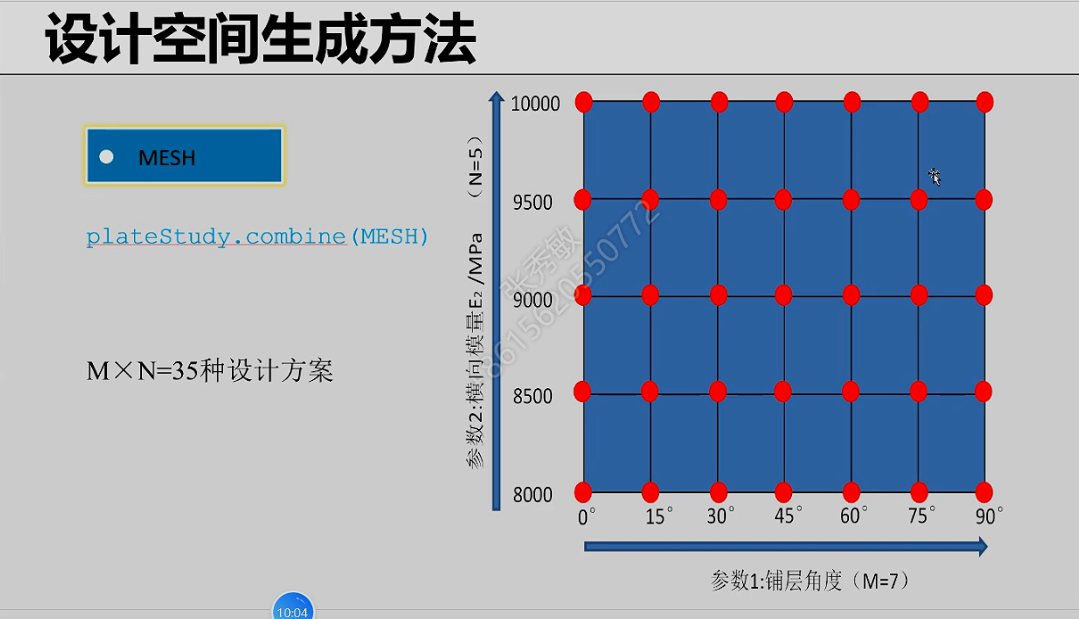 设计空间生成方法
MESH
plateStudy.combine(MESH)
M×N=35种设计方案
参数2:横向模量E₂ /MPa （N=5）
10000
9500
9000
8500
8000
0° 15° 30° 45° 60° 75° 90°
参数1:铺层角度（M=7）
张秀敏
8615620550772
10:04